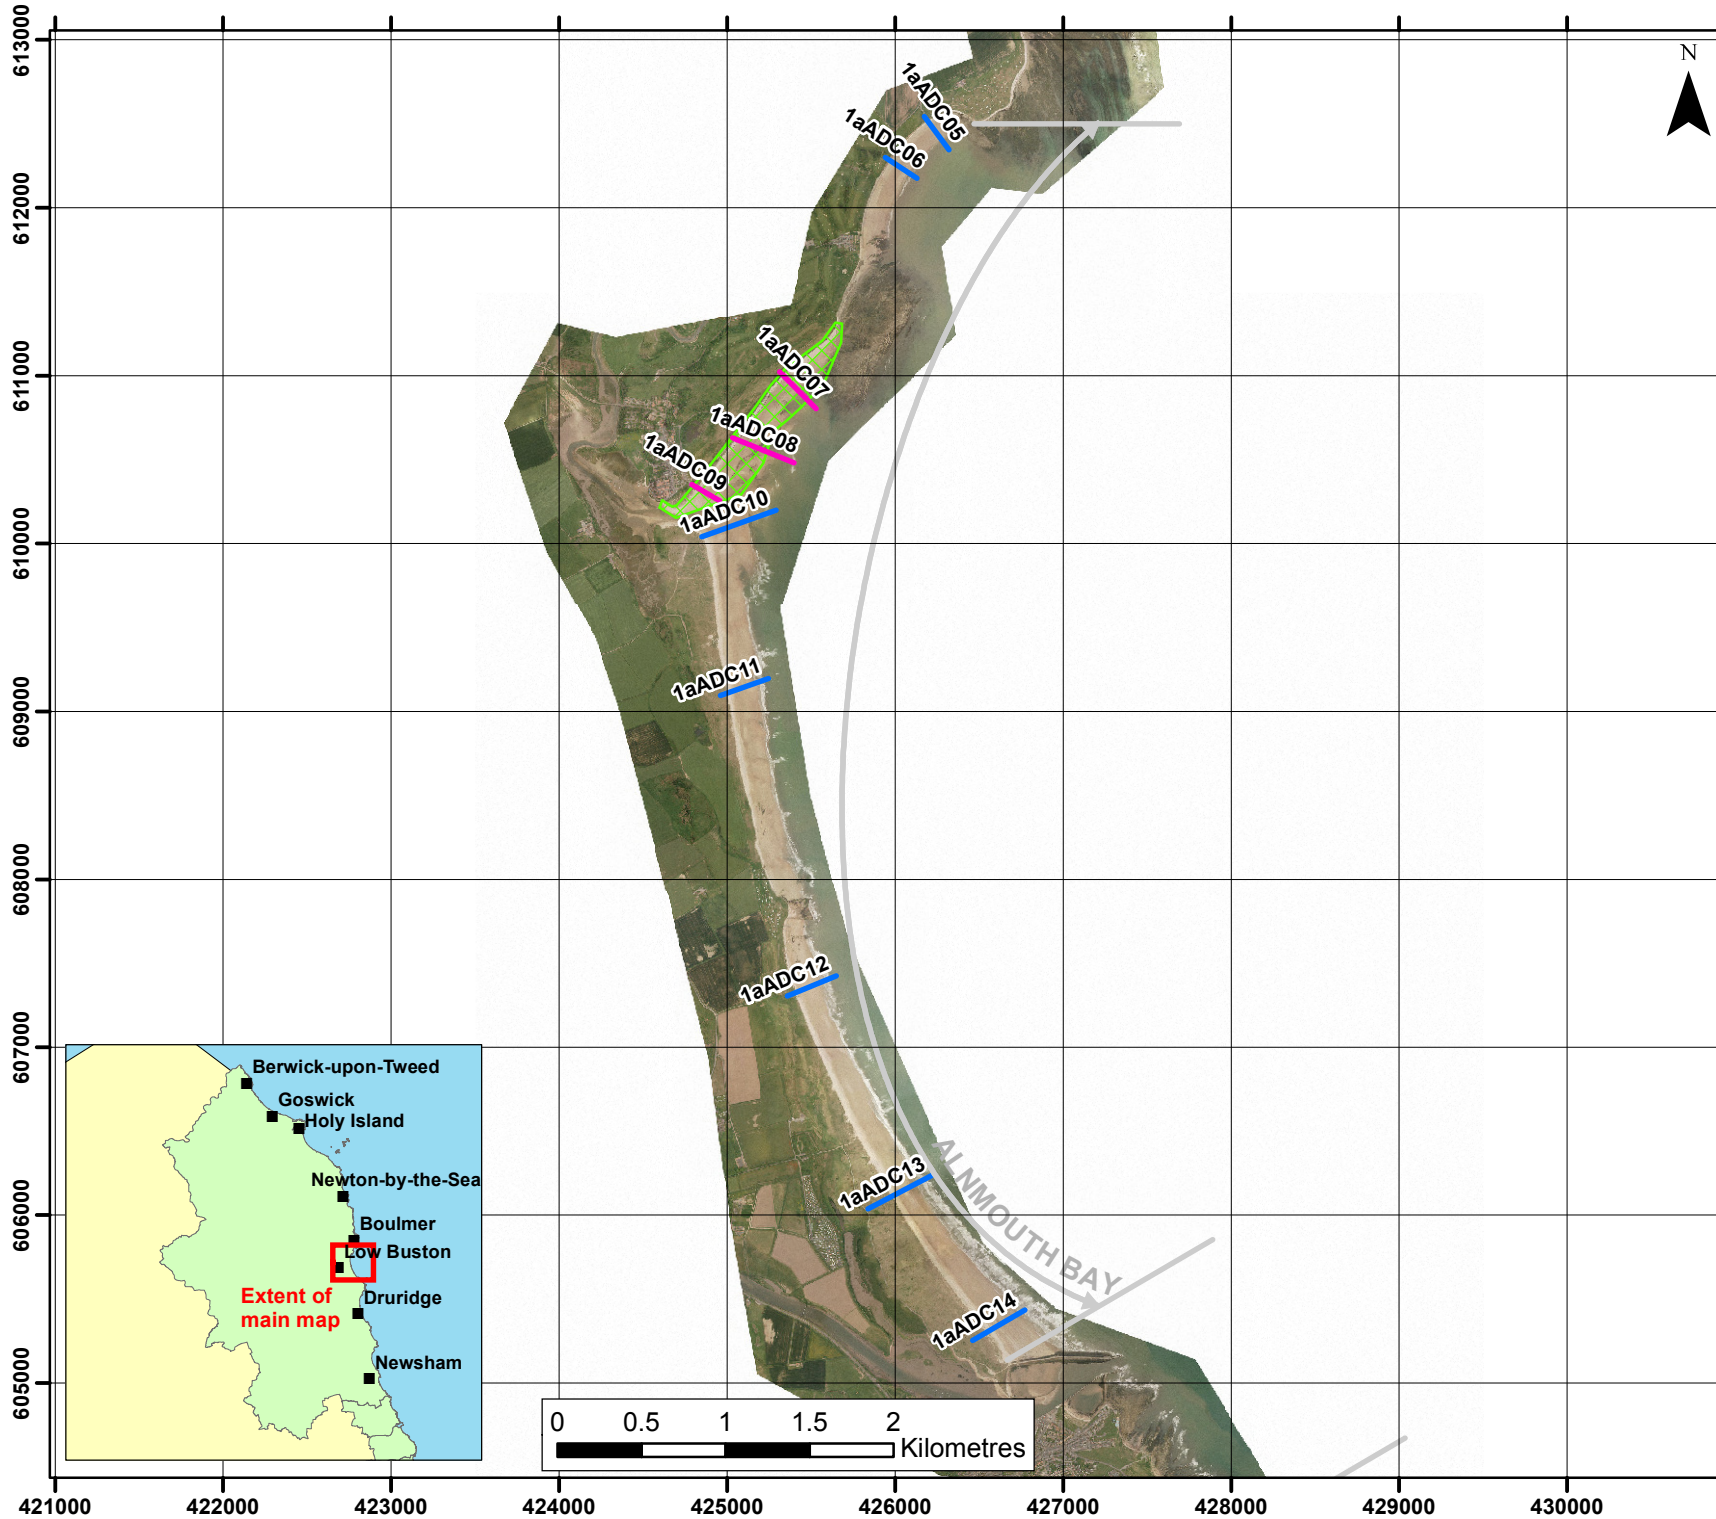 N
613000
612000
611000
610000
609000
608000
607000
606000
605000
1aADC05
1aADC06
1aADC07
1aADC08
1aADC09
1aADC10
1aADC11
1aADC12
1aADC13
1aADC14
ALNMOUTH BAY
Berwick-upon-Tweed
Goswick
Holy Island
Newton-by-the-Sea
Boulmer
Low Buston
Extent of
main map
Druridge
Newsham
0 0.5 1 1.5 2
Kilometres
421000 422000 423000 424000 425000 426000 427000 428000 429000 430000